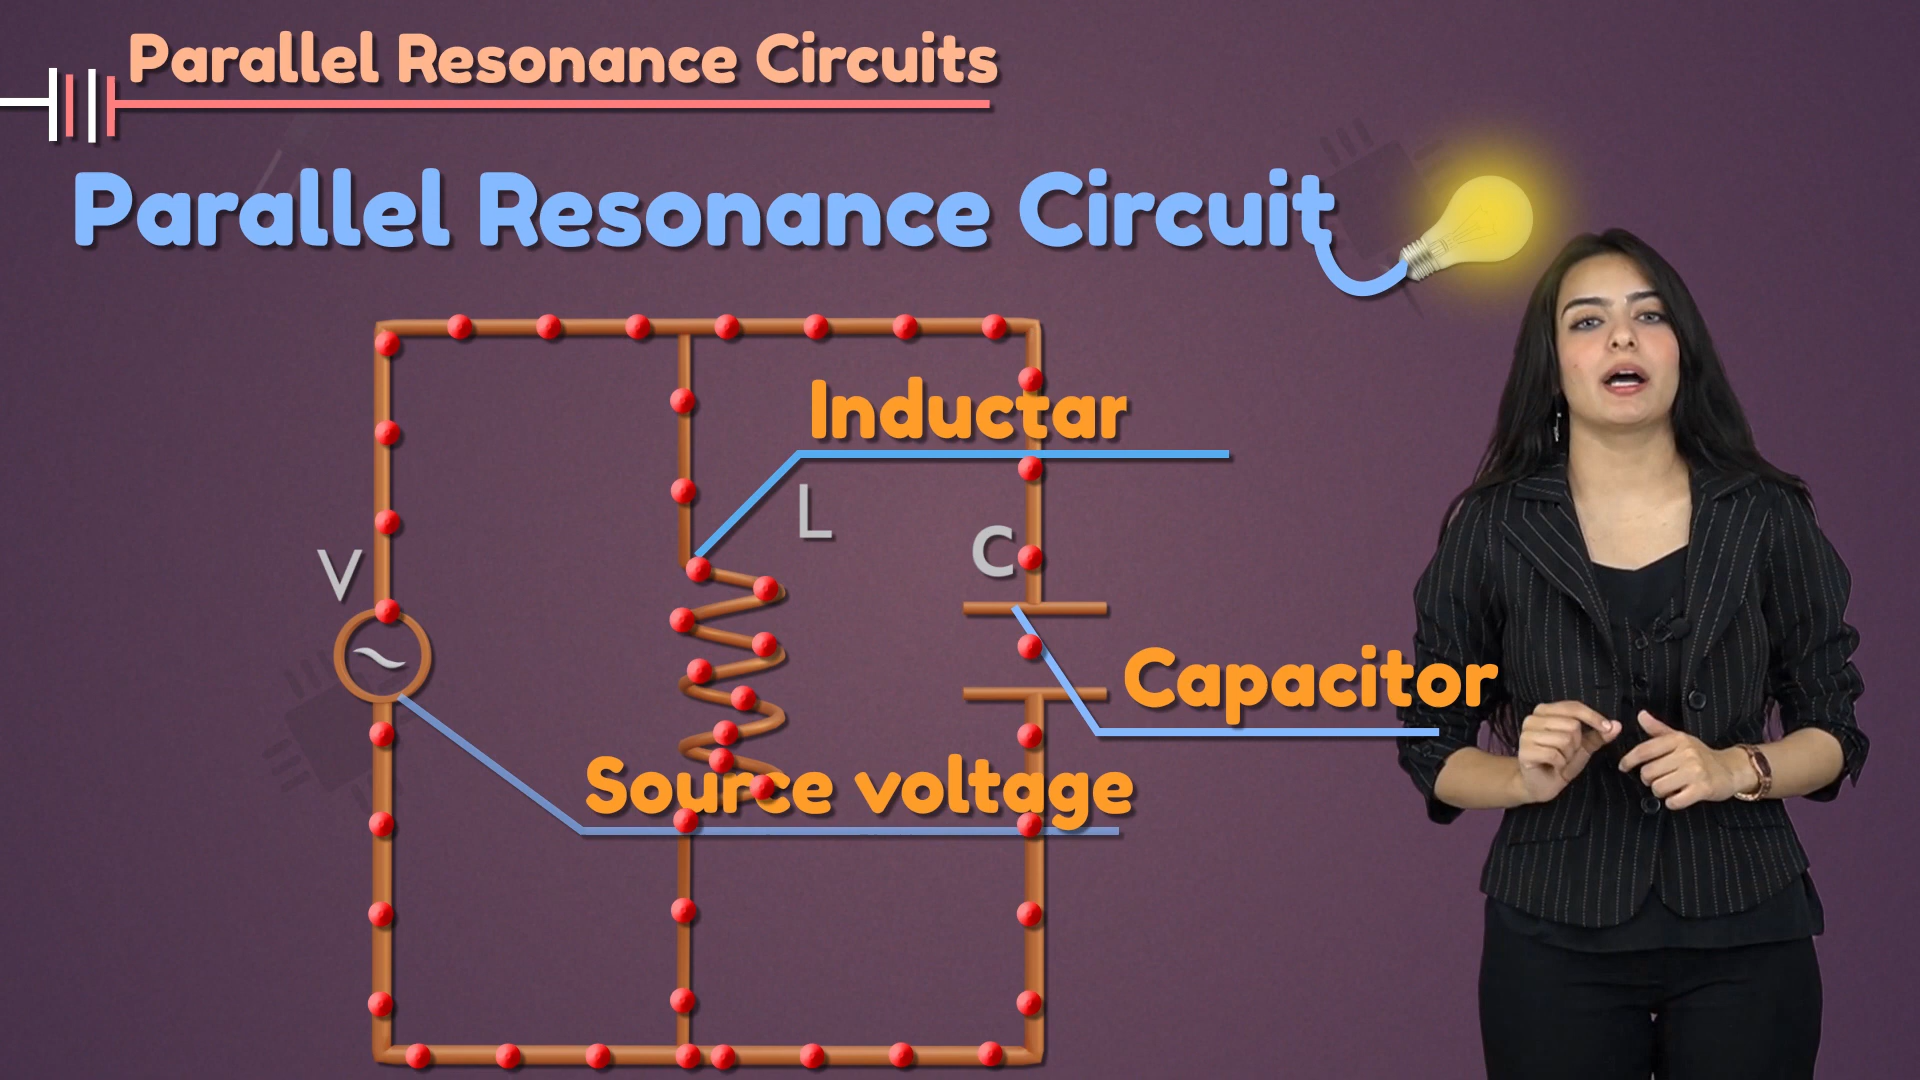 Parallel Resonance Circuits
Parallel Resonance Circuit
Inductar
L
C
V
Capacitor
Source voltage